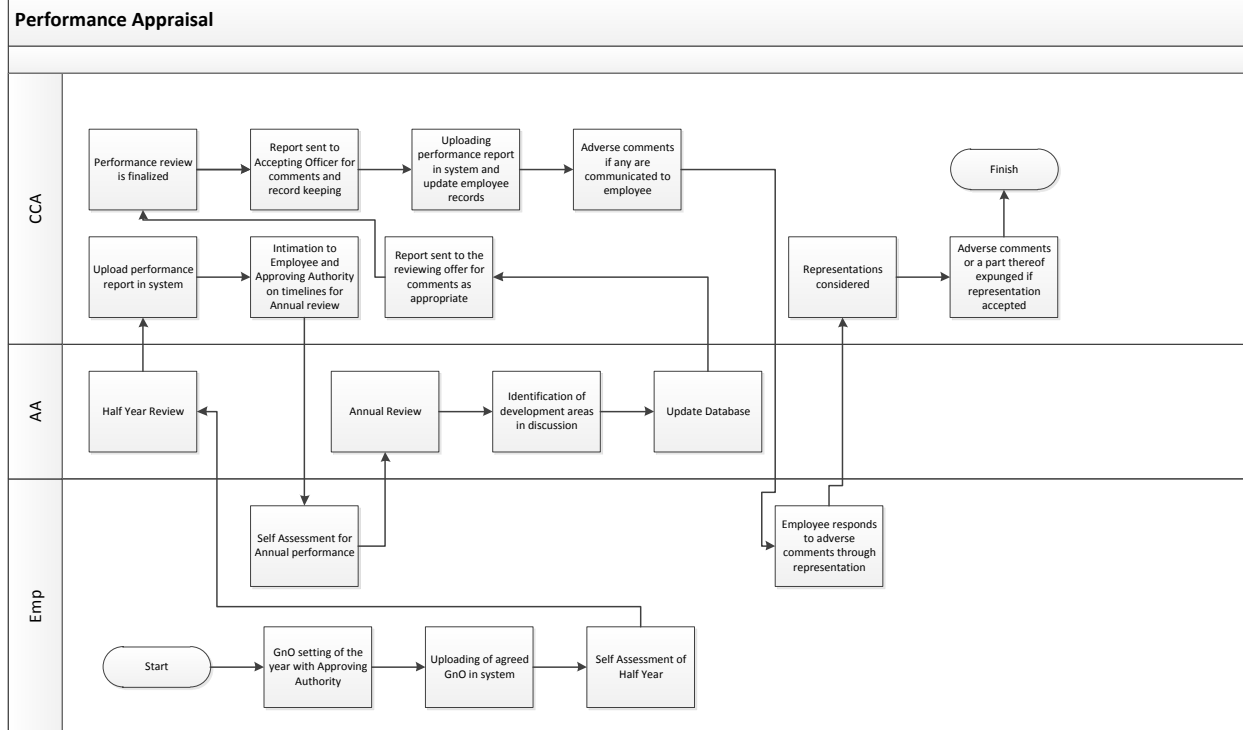 Performance Appraisal
CCA
Performance review
is finalized
Report sent to
Accepting Officer for
comments and
record keeping
Uploading
performance report
in system and
update employee
records
Adverse comments
if any are
communicated to
employee
Finish
Upload performance
report in system
Intimation to
Employee and
Approving Authority
on timelines for
Annual review
Report sent to the
reviewing offer for
comments as
appropriate
Representations
considered
Adverse comments
or a part thereof
expunged if
representation
accepted
AA
Half Year Review
Annual Review
Identification of
development areas
in discussion
Update Database
Emp
Self Assessment for
Annual performance
Employee responds
to adverse
comments through
representation
Start
GnO setting of the
year with Approving
Authority
Uploading of agreed
GnO in system
Self Assessment of
Half Year